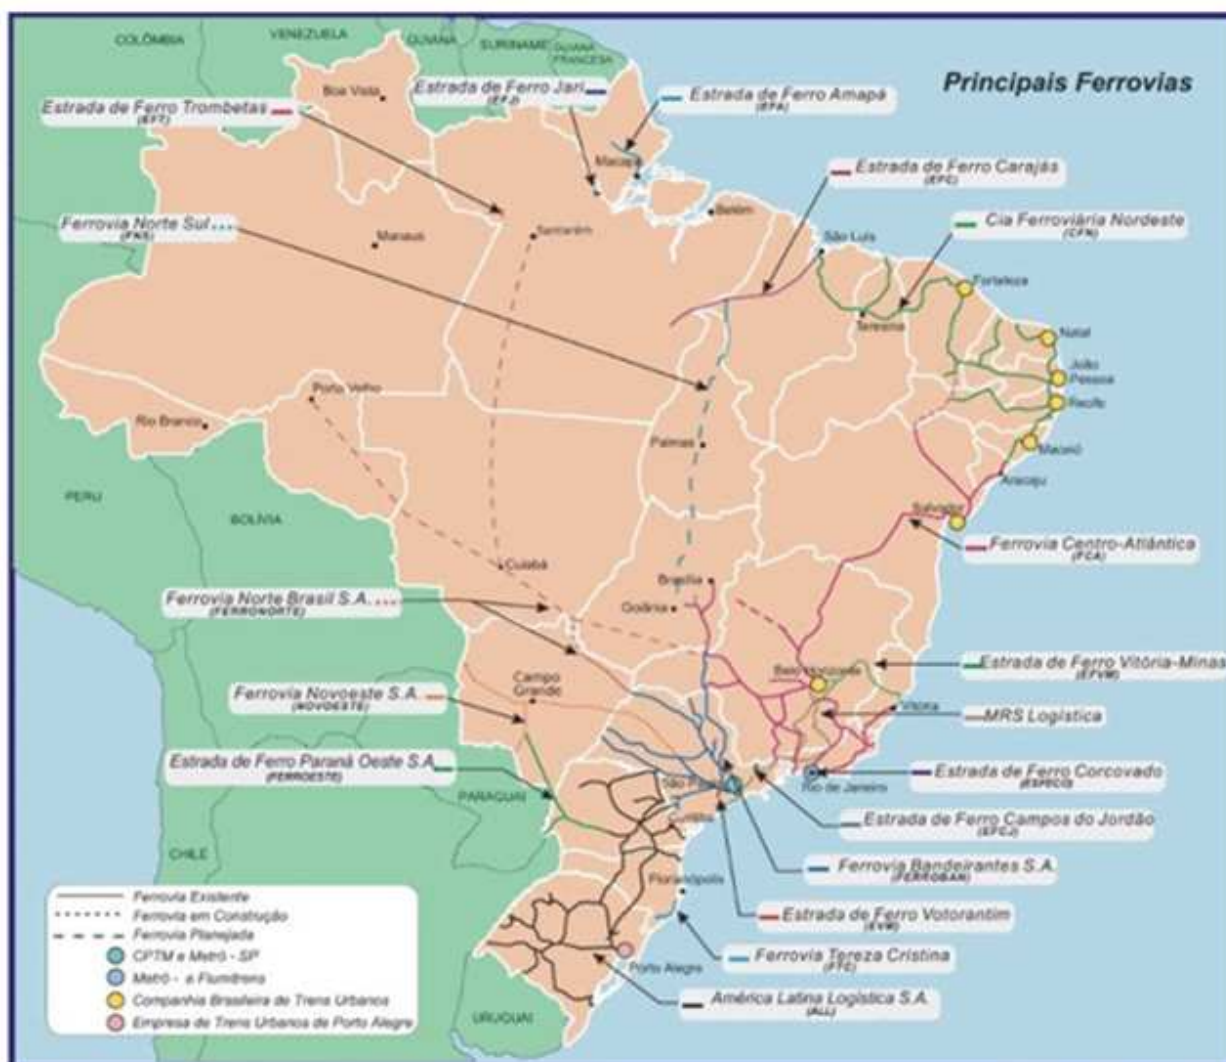 Principais Ferrovias
COLÔMBIA
VENEZUELA
GUIANA
SURINAME
GUIANA
FRANCESA
Boa Vista
Estrada de Ferro Trombetas
(EFT)
Estrada de Ferro Jari
(EFJ)
Estrada de Ferro Amapá
(EFA)
Macapá
Estrada de Ferro Carajás
(EFC)
Belém
Ferrovia Norte Sul
(FNS)
Manaus
Santarém
São Luís
Cia Ferroviária Nordeste
(CFN)
Fortaleza
Teresina
Natal
João
Pessoa
Recife
Maceió
Aracaju
Porto Velho
Rio Branco
Palmas
PERU
BOLÍVIA
Salvador
Ferrovia Centro-Atlântica
(FCA)
Cuiabá
Brasília
Goiânia
Ferrovia Norte Brasil S.A.
(FERRONORTE)
Belo Horizonte
Estrada de Ferro Vitória-Minas
(EFVM)
Campo
Grande
Ferrovia Novoeste S.A.
(NOVOESTE)
Vitória
MRS Logística
Estrada de Ferro Paraná Oeste S.A
(FERROESTE)
São P
Rio de Janeiro
Estrada de Ferro Corcovado
PARAGUAI
Curitiba
Estrada de Ferro Campos do Jordão
(EFCJ)
CHILE
Ferrovia Bandeirantes S.A.
(FERROBAN)
Florianópolis
Estrada de Ferro Votorantim
(EVM)
Ferrovia Tereza Cristina
(FTC)
Porto Alegre
América Latina Logística S.A.
(ALL)
URUGUAI
Ferrovia Existente
Ferrovia em Construção
Ferrovia Planejada
CPTM e Metrô - SP
Metrô - e Flumitrens
Companhia Brasileira de Trens Urbanos
Empresa de Trens Urbanos de Porto Alegre